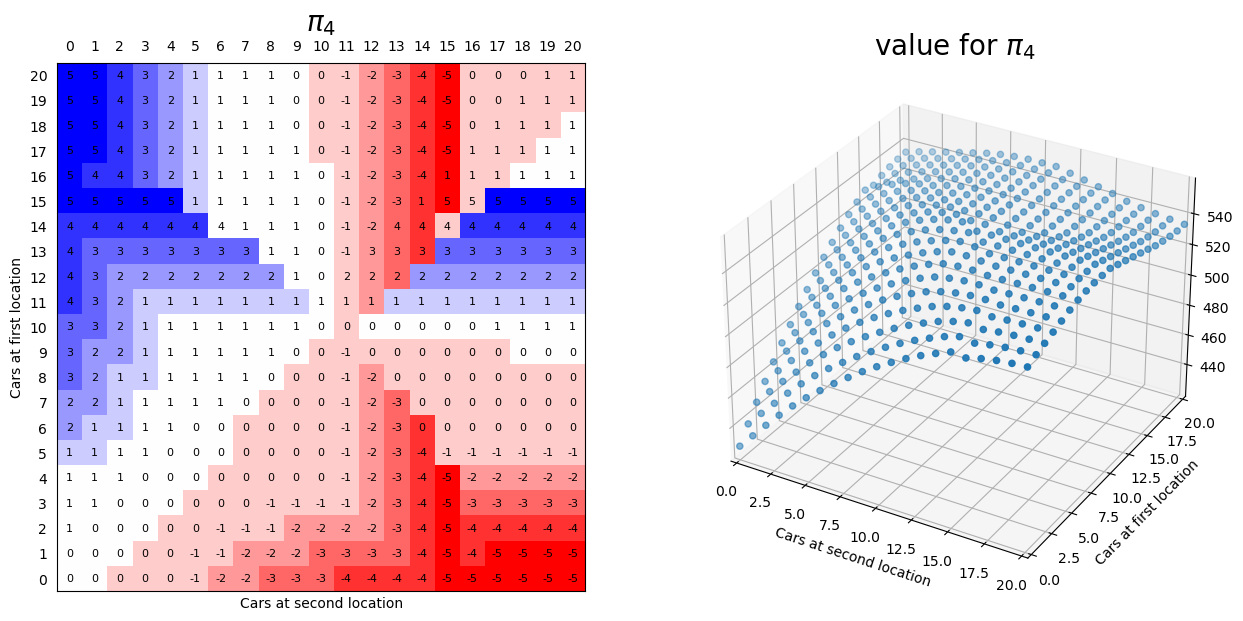 π4
0 1 2 3 4 5 6 7 8 9 10 11 12 13 14 15 16 17 18 19 20
20 5 5 4 3 2 1 1 1 1 0 0 -1 -2 -3 -4 -5 0 0 0 1 1
19 5 5 4 3 2 1 1 1 1 0 0 -1 -2 -3 -4 -5 0 0 1 1 1
18 5 5 4 3 2 1 1 1 1 0 0 -1 -2 -3 -4 -5 0 1 1 1 1
17 5 5 4 3 2 1 1 1 1 0 0 -1 -2 -3 -4 -5 1 1 1 1 1
16 5 4 4 3 2 1 1 1 1 1 0 -1 -2 -3 -4 1 1 1 1 1 1
15 5 5 5 5 5 1 1 1 1 1 0 -1 -2 -3 1 5 5 5 5 5 5
14 4 4 4 4 4 4 4 1 1 1 0 -1 -2 4 4 4 4 4 4 4 4
13 4 3 3 3 3 3 3 3 1 1 0 -1 3 3 3 3 3 3 3 3 3
12 4 3 2 2 2 2 2 2 2 1 0 2 2 2 2 2 2 2 2 2 2
11 4 3 2 1 1 1 1 1 1 1 1 1 1 1 1 1 1 1 1 1 1
10 3 3 2 1 1 1 1 1 1 1 0 0 0 0 0 0 0 1 1 1 1
9 3 2 2 1 1 1 1 1 1 0 0 -1 0 0 0 0 0 0 0 0 0
8 3 2 1 1 1 1 1 1 0 0 0 -1 -2 0 0 0 0 0 0 0 0
7 2 2 1 1 1 1 1 0 0 0 0 -1 -2 -3 0 0 0 0 0 0 0
6 2 1 1 1 1 0 0 0 0 0 0 -1 -2 -3 0 0 0 0 0 0 0
5 1 1 1 1 0 0 0 0 0 0 0 -1 -2 -3 -4 -1 -1 -1 -1 -1 -1
4 1 1 1 0 0 0 0 0 0 0 0 -1 -2 -3 -4 -5 -2 -2 -2 -2 -2
3 1 1 0 0 0 0 0 0 -1 -1 -1 -1 -2 -3 -4 -5 -3 -3 -3 -3 -3
2 1 0 0 0 0 0 -1 -1 -1 -2 -2 -2 -2 -3 -4 -5 -4 -4 -4 -4 -4
1 0 0 0 0 0 -1 -1 -2 -2 -2 -3 -3 -3 -3 -4 -5 -4 -5 -5 -5 -5
0 0 0 0 0 0 -1 -2 -2 -3 -3 -3 -4 -4 -4 -4 -5 -5 -5 -5 -5 -5
Cars at first location
Cars at second location
value for π4
540
520
500
480
460
440
0.0 2.5 5.0 7.5 10.0 12.5 15.0 17.5 20.0
Cars at second location
0.0 2.5 5.0 7.5 10.0 12.5 15.0 17.5 20.0
Cars at first location